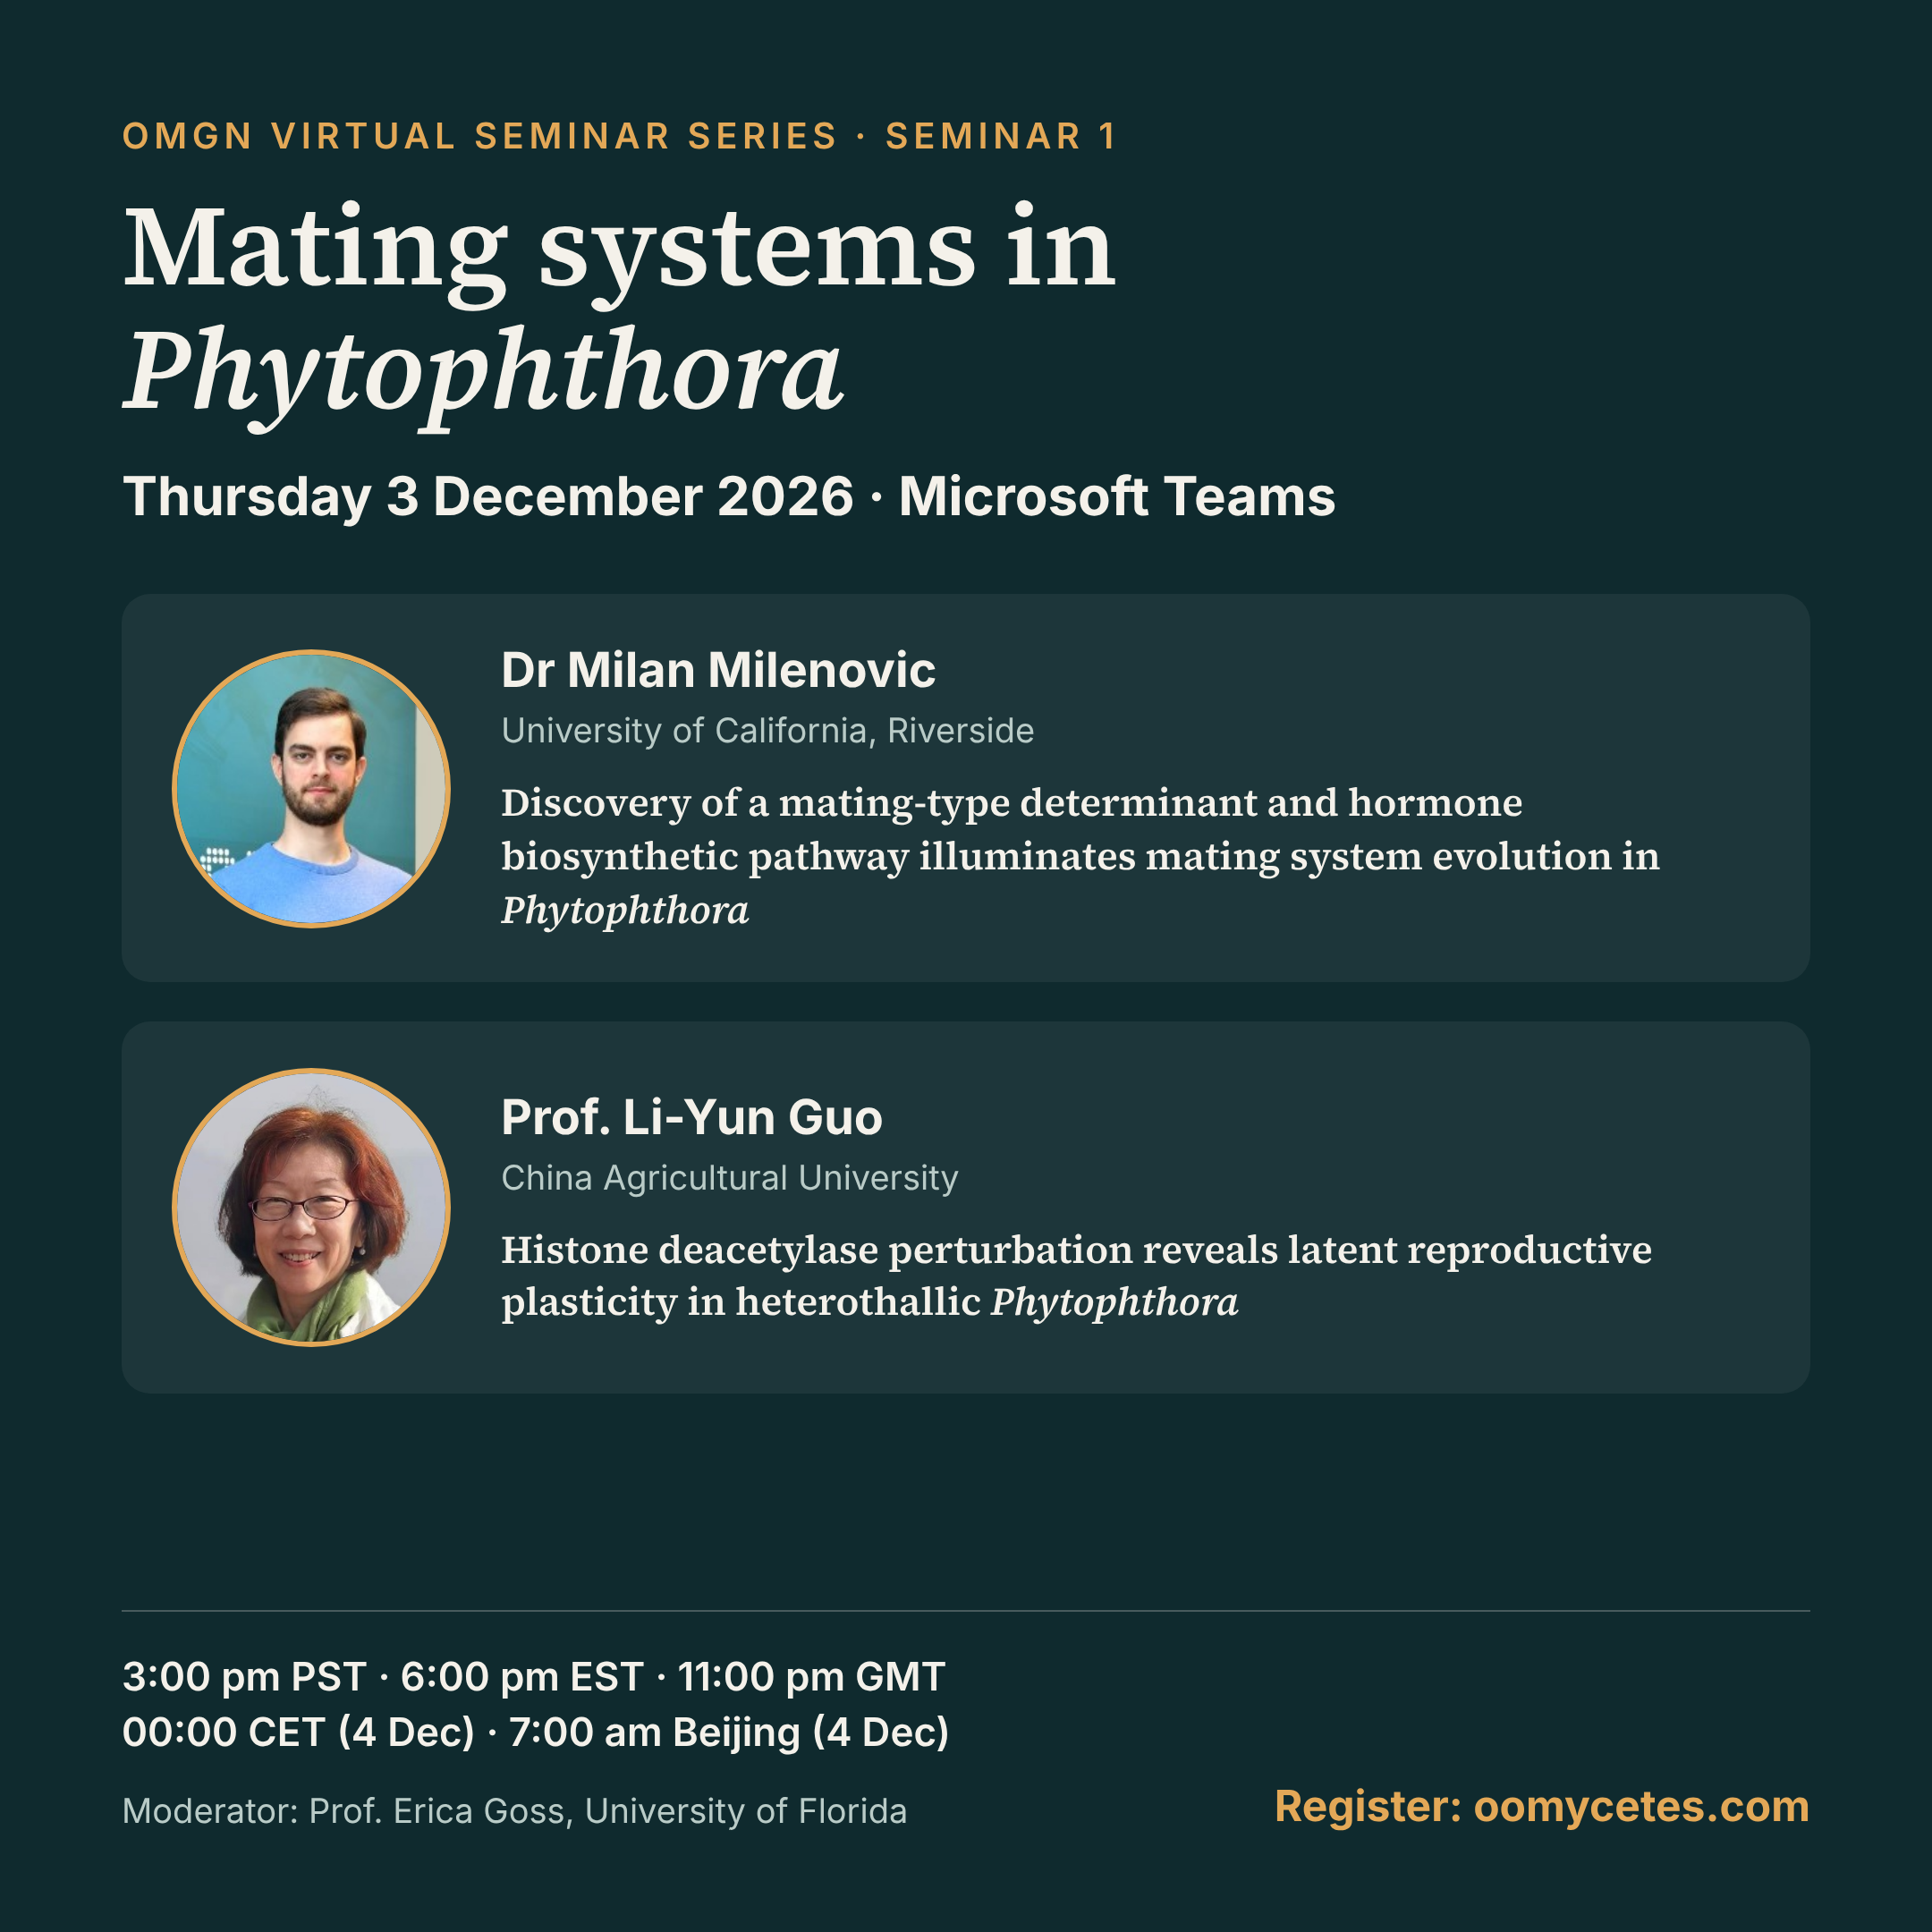 OMGN VIRTUAL SEMINAR SERIES · SEMINAR 1
Mating systems in
Phytophthora
Thursday 3 December 2026 · Microsoft Teams
Dr Milan Milenovic
University of California, Riverside
Discovery of a mating-type determinant and hormone
biosynthetic pathway illuminates mating system evolution in
Phytophthora
Prof. Li-Yun Guo
China Agricultural University
Histone deacetylase perturbation reveals latent reproductive
plasticity in heterothallic Phytophthora
3:00 pm PST · 6:00 pm EST · 11:00 pm GMT
00:00 CET (4 Dec) · 7:00 am Beijing (4 Dec)
Moderator: Prof. Erica Goss, University of Florida
Register: oomycetes.com